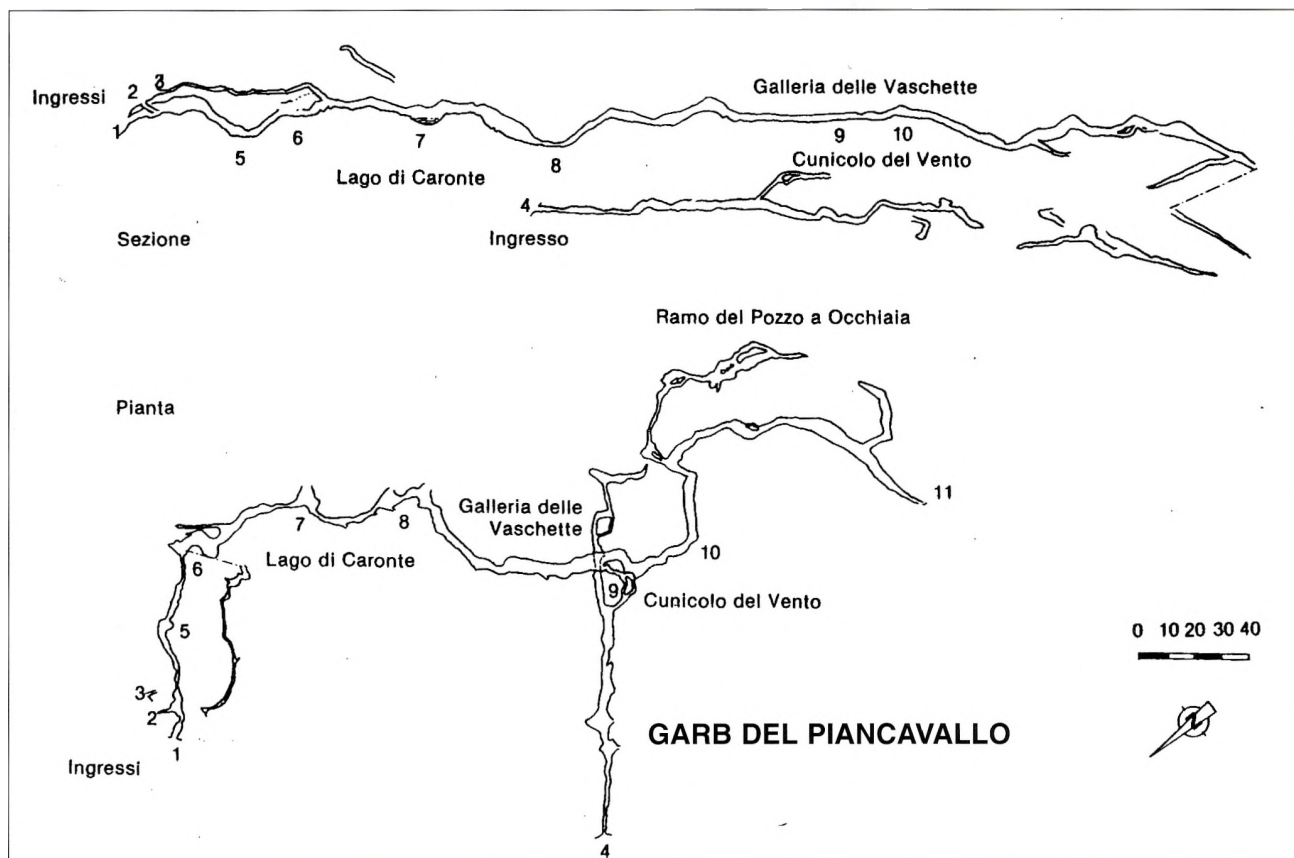 Ingressi
1
2
3
5
6
7
8
Galleria delle Vaschette
9
10
Lago di Caronte
Cunicolo del Vento
4
Ingresso
Sezione
Ramo del Pozzo a Occhiaia
Pianta
11
7
8
Galleria delle
Vaschette
10
6
Lago di Caronte
9
Cunicolo del Vento
5
3
2
1
Ingressi
4
0 10 20 30 40
N
GARB DEL PIANCAVALLO